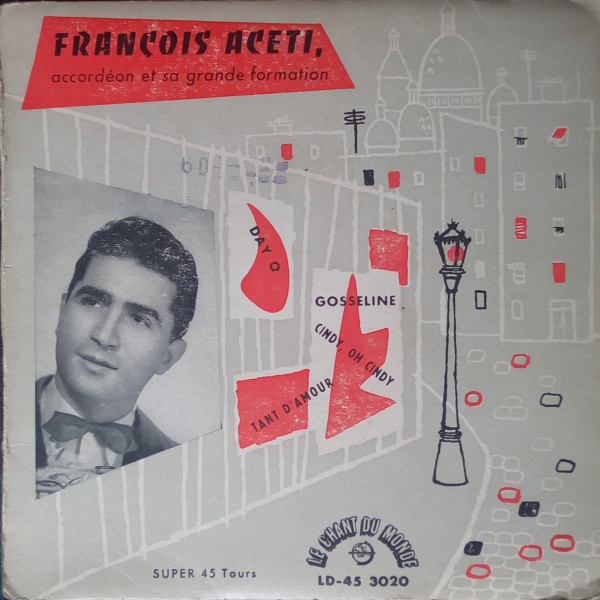 FRANÇOIS ACETI,
accordéon et sa grande formation
DAY O
GOSSELINE
CINDY, OH CINDY
TANT D'AMOUR
LE CHANT DU MONDE
SUPER 45 Tours
LD-45 3020